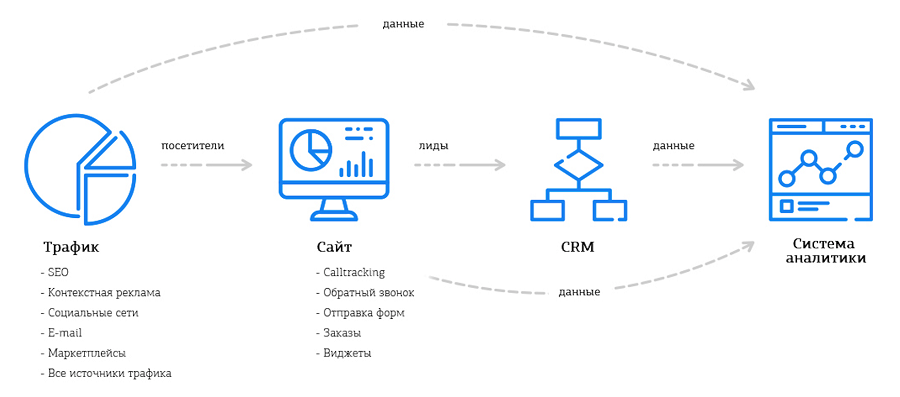 данные
посетители
лиды
данные
Трафик
Сайт
CRM
Система
аналитики
- SEO
- Контекстная реклама
- Социальные сети
- E-mail
- Маркетплейсы
- Все источники трафика
- Calltracking
- Обратный звонок
- Отправка форм
- Заказы
- Виджеты
данные